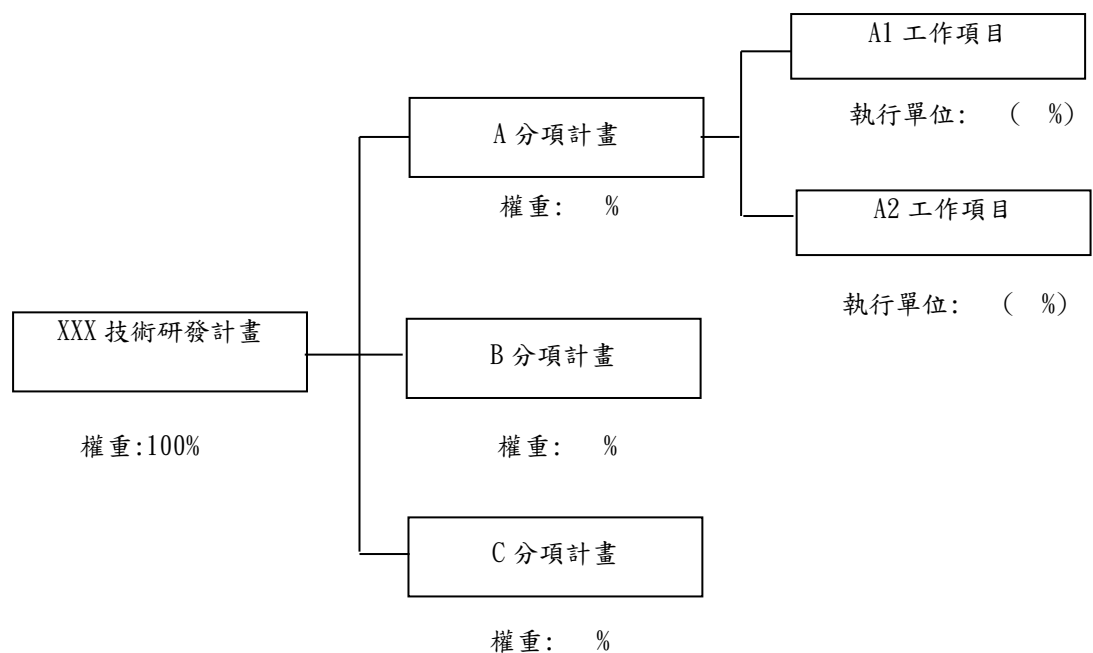 A1 工作項目
執行單位:　(　%)
A 分項計畫
權重:　%
A2 工作項目
執行單位:　(　%)
XXX 技術研發計畫
權重:100%
B 分項計畫
權重:　%
C 分項計畫
權重:　%